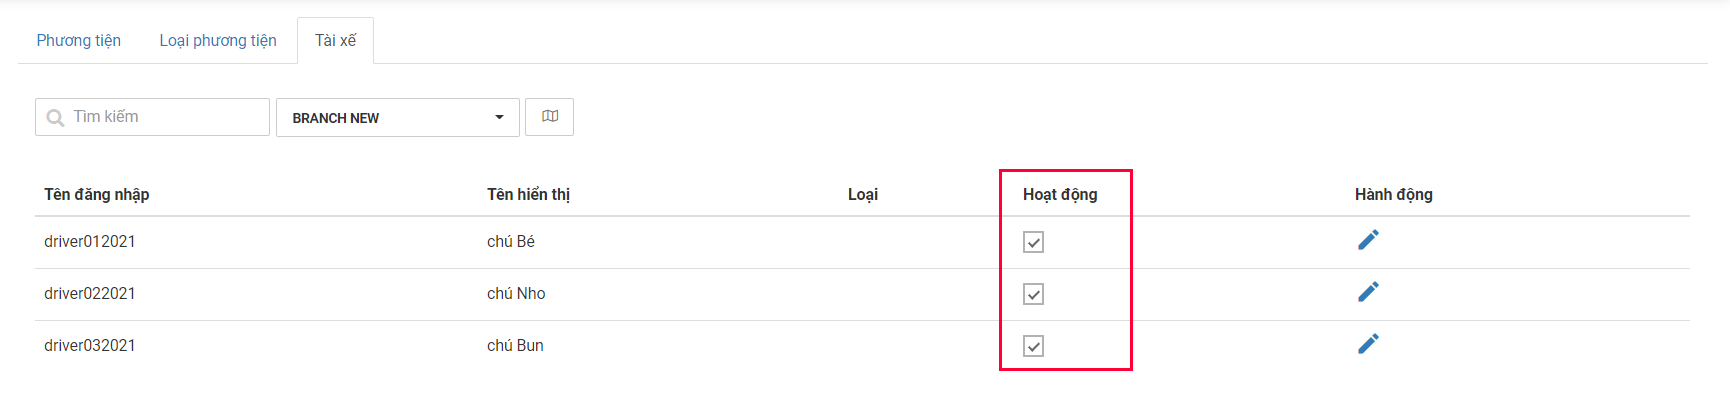 Phương tiện Loại phương tiện Tài xế
Tìm kiếm BRANCH NEW
Tên đăng nhập Tên hiển thị Loại Hoạt động Hành động
driver012021 chú Bé
driver022021 chú Nho
driver032021 chú Bun